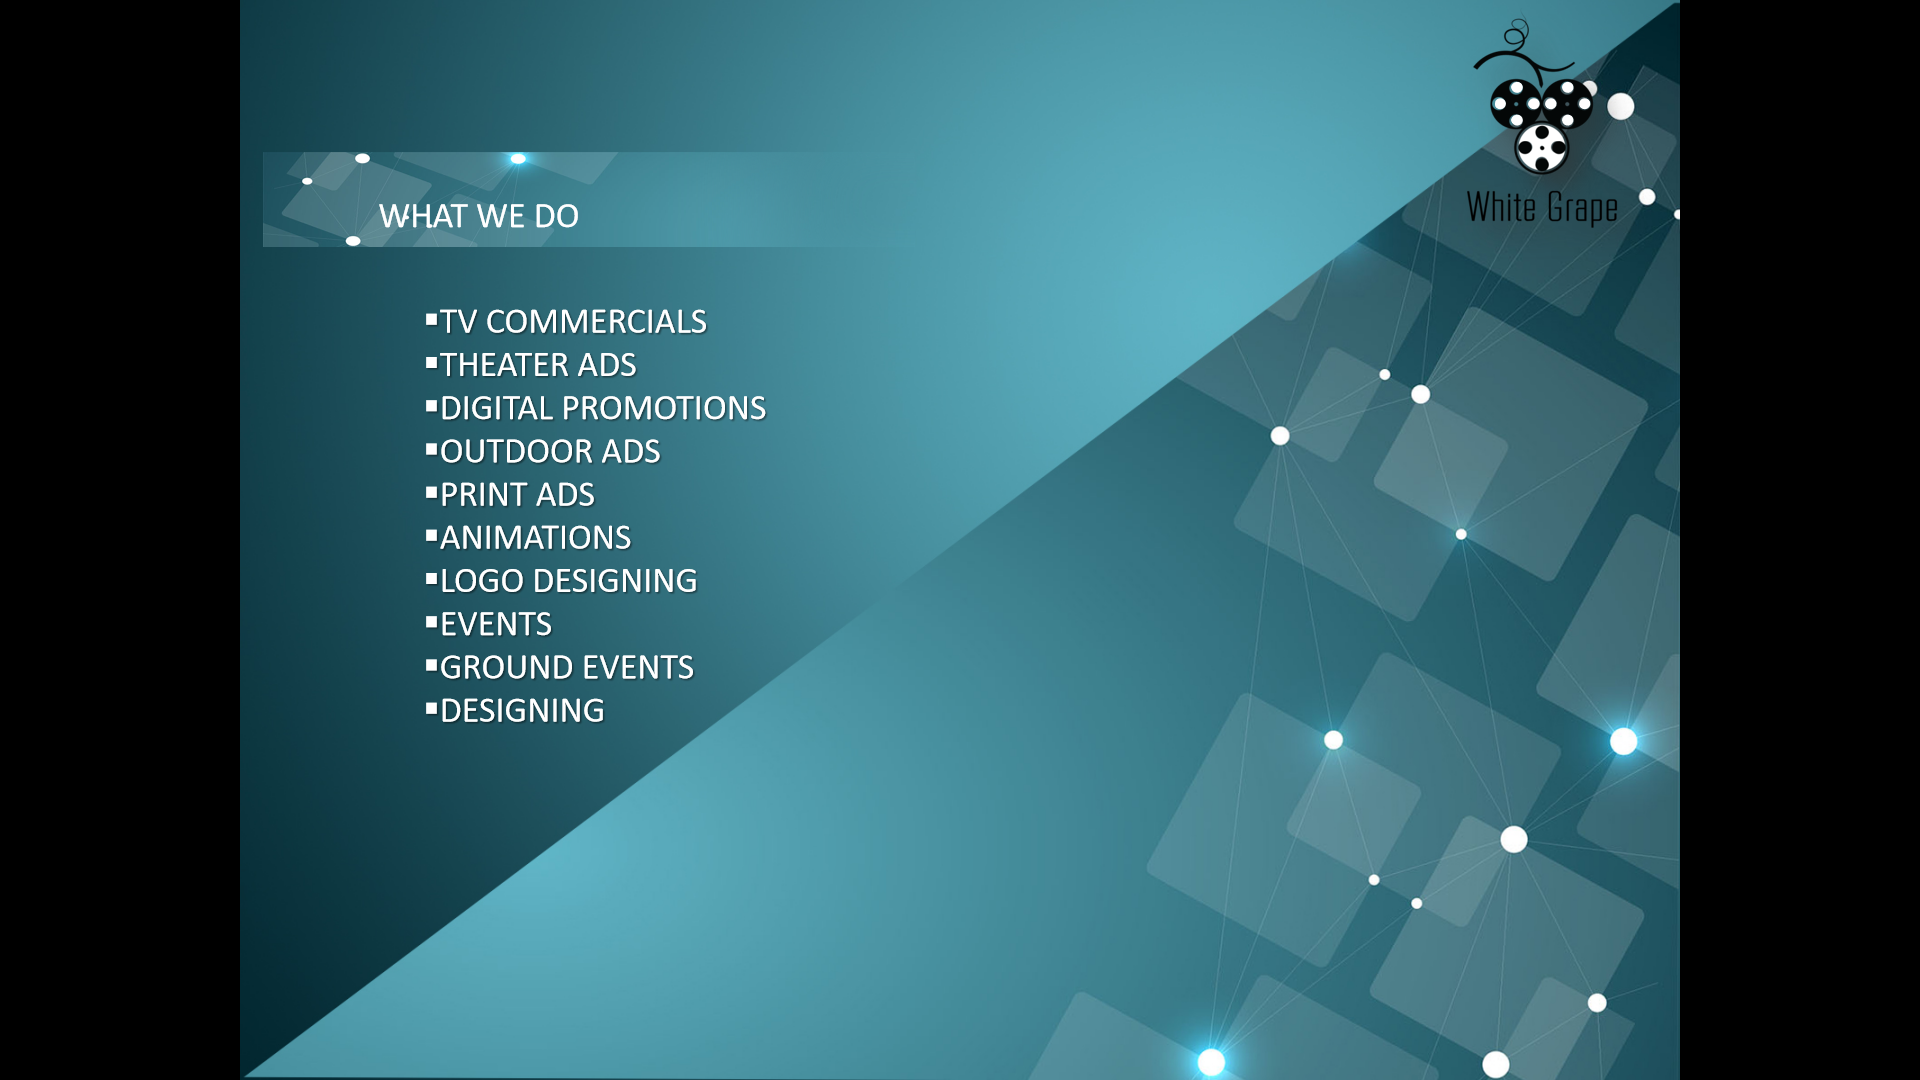 White Grape
WHAT WE DO
▪TV COMMERCIALS
▪THEATER ADS
▪DIGITAL PROMOTIONS
▪OUTDOOR ADS
▪PRINT ADS
▪ANIMATIONS
▪LOGO DESIGNING
▪EVENTS
▪GROUND EVENTS
▪DESIGNING